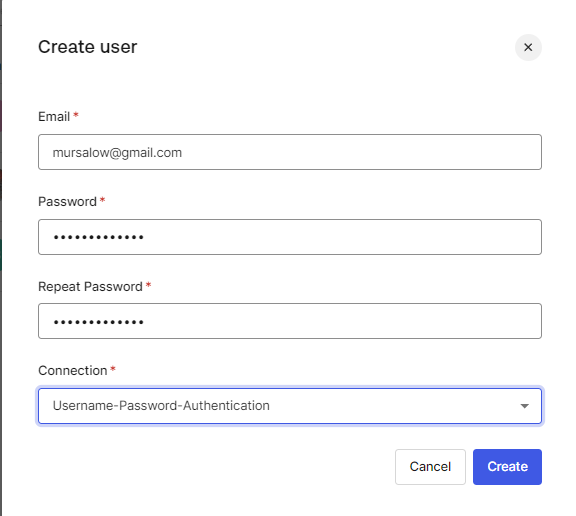 Create user
Email *
mursalow@gmail.com
Password *
•••••••••••••
Repeat Password *
•••••••••••••
Connection *
Username-Password-Authentication
Cancel Create